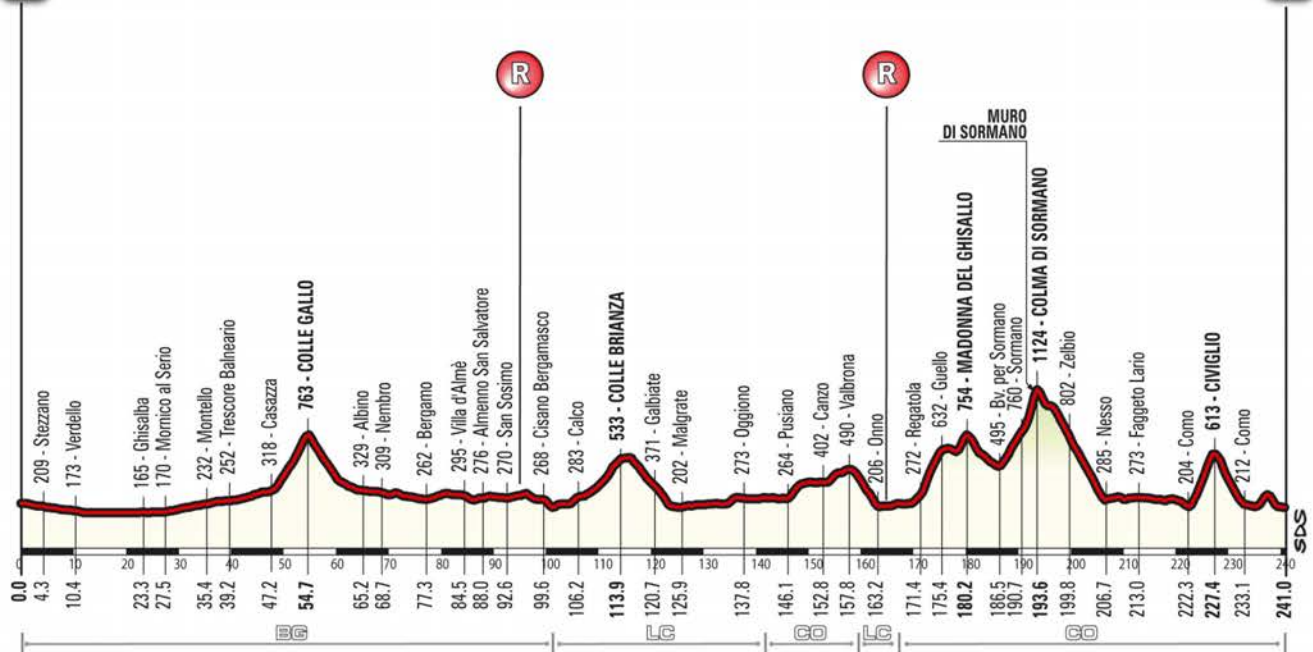 R
R
MURO
DI SORMANO
209 - Stezzano
173 - Verdello
165 - Ghisalba
170 - Mornico al Serio
232 - Montello
252 - Trescore Balneario
318 - Casazza
763 - COLLE GALLO
329 - Albino
309 - Nembro
262 - Bergamo
295 - Villa d'Almè
276 - Almenno San Salvatore
270 - San Sosimo
268 - Cisano Bergamasco
283 - Calco
533 - COLLE BRIANZA
371 - Galbiate
202 - Malgrate
273 - Oggiono
264 - Pusiano
402 - Canzo
490 - Valbrona
206 - Onno
272 - Regatola
632 - Guello
754 - MADONNA DEL GHISALLO
495 - Bv. per Sormano
760 - Sormano
1124 - COLMA DI SORMANO
802 - Zelbio
285 - Nesso
273 - Faggeto Lario
204 - Como
613 - CIVIGLIO
212 - Como
SDS
0 10 20 30 40 50 60 70 80 90 100 110 120 130 140 150 160 170 180 190 200 210 220 230 240
0.0 4.3 10.4 23.3 27.5 35.4 39.2 47.2 54.7 65.2 68.7 77.3 84.5 88.0 92.6 99.6 106.2 113.9 120.7 125.9 137.8 146.1 152.8 157.8 163.2 171.4 175.4 180.2 186.5 190.7 193.6 199.8 206.7 213.0 222.3 227.4 233.1 241.0
BG LC CO LC CO